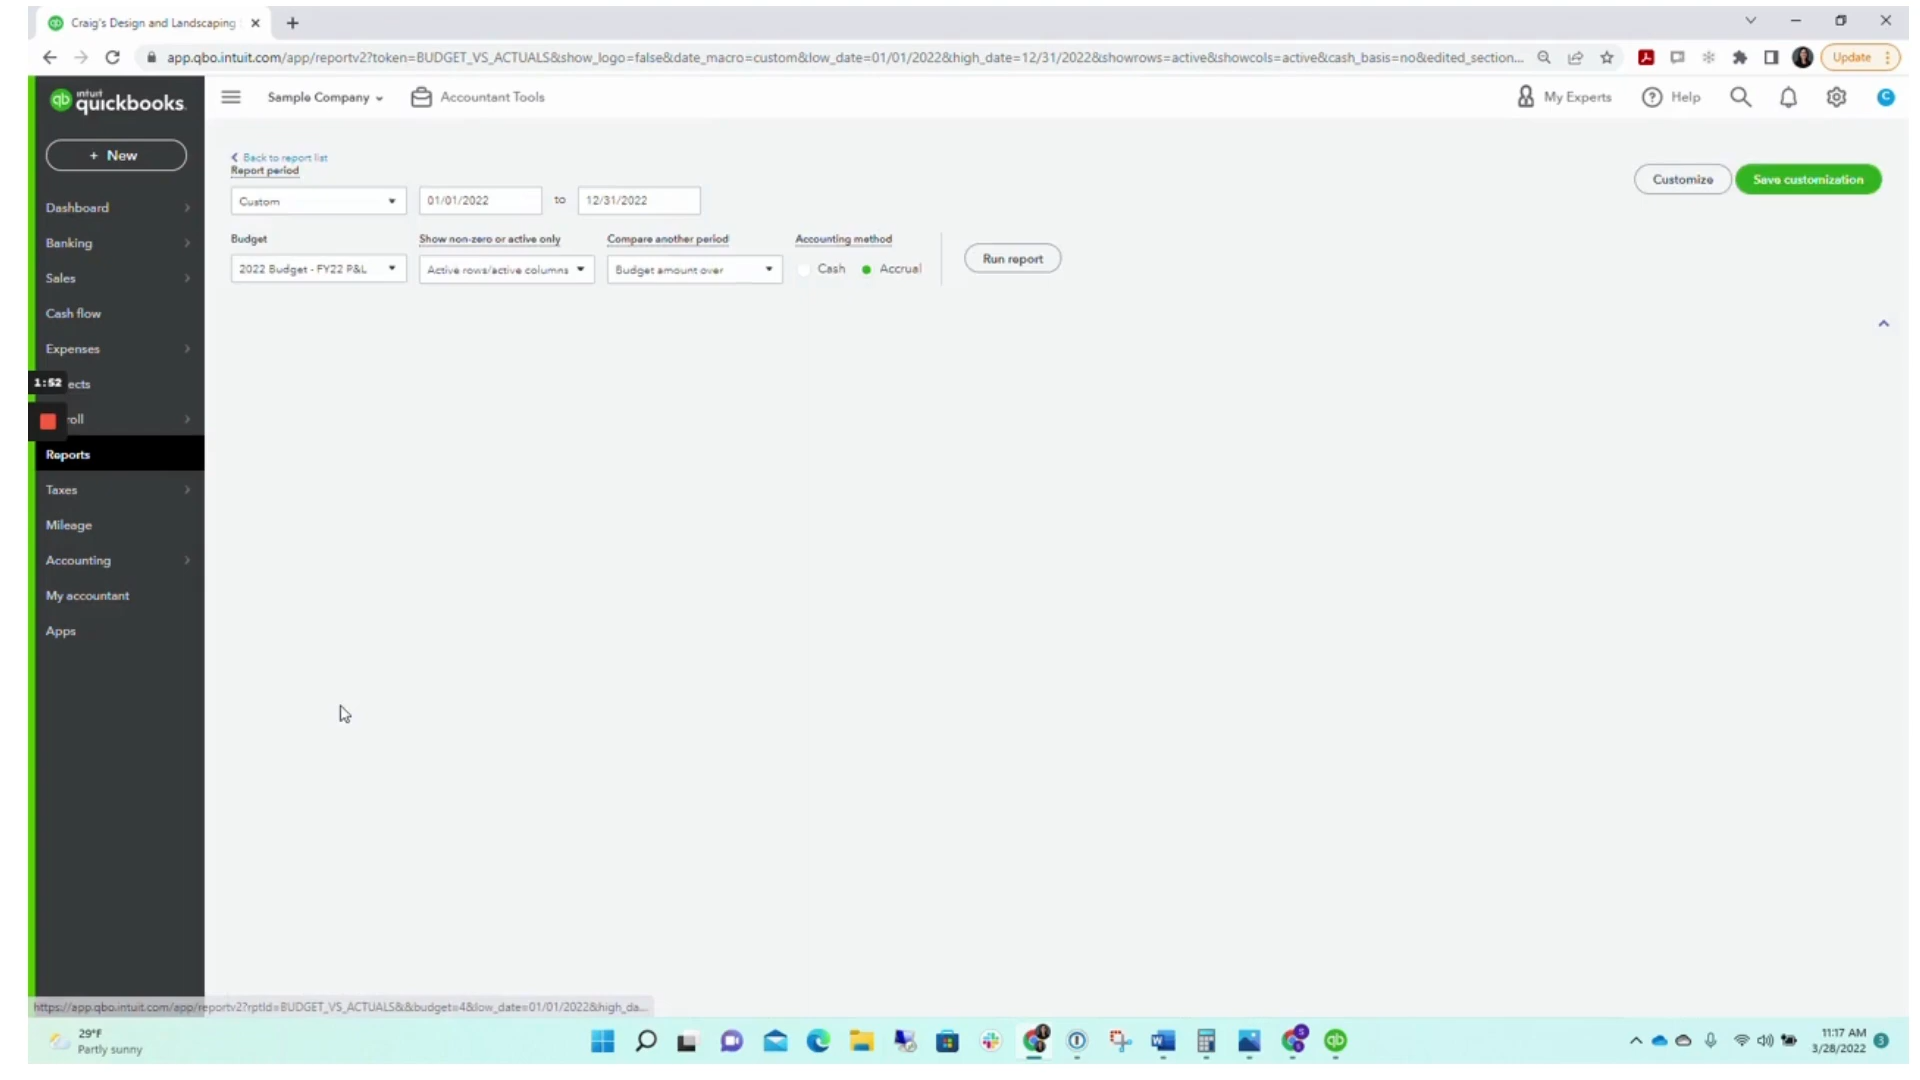 Craig's Design and Landscaping
app.qbo.intuit.com/app/reportv2?token=BUDGET_VS_ACTUALS&show_logo=false&date_macro=custom&low_date=01/01/2022&high_date=12/31/2022&showrows=active&showcols=active&cash_basis=no&edited_section...
Update
intuit
qb quickbooks.
Sample Company
Accountant Tools
My Experts
Help
C
+ New
Back to report list
Report period
Custom
01/01/2022
to
12/31/2022
Customize
Save customization
Budget
Show non-zero or active only
Compare another period
Accounting method
2022 Budget - FY22 P&L
Active rows/active columns
Budget amount over
Cash
Accrual
Run report
Dashboard
Banking
Sales
Cash flow
Expenses
1:52 ects
roll
Reports
Taxes
Mileage
Accounting
My accountant
Apps
https://app.qbo.intuit.com/app/reportv2?rptId=BUDGET_VS_ACTUALS&&budget=4&low_date=01/01/2022&high_da...
29°F
Partly sunny
11:17 AM
3/28/2022
3